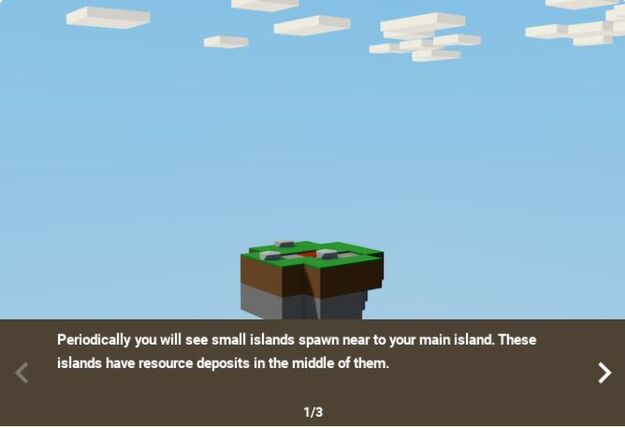 Periodically you will see small islands spawn near to your main island. These
islands have resource deposits in the middle of them.
1/3